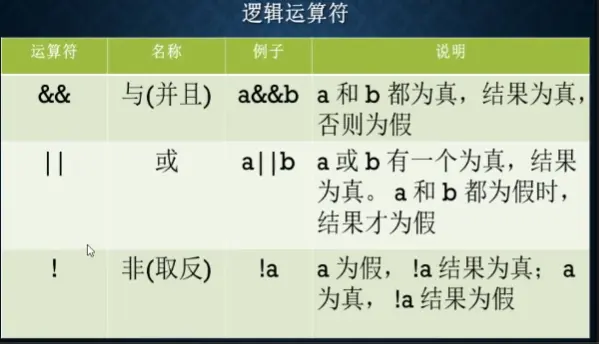 逻辑运算符
运算符 名称 例子 说明
&& 与(并且) a&&b a 和 b 都为真，结果为真，
否则为假
|| 或 a||b a 或 b 有一个为真，结果
为真。 a 和 b 都为假时，
结果才为假
! 非(取反) !a a 为假， !a 结果为真； a
为真， !a 结果为假